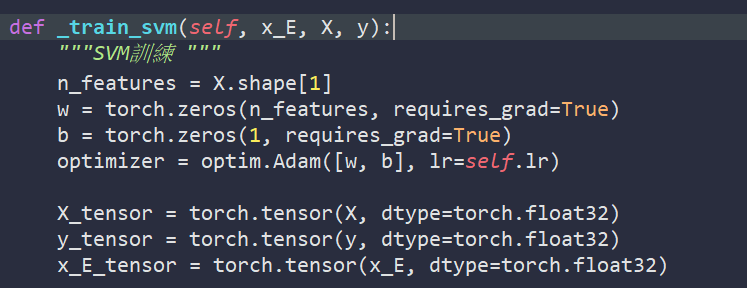 def _train_svm(self, x_E, X, y):
    """SVM訓練 """
    n_features = X.shape[1]
    w = torch.zeros(n_features, requires_grad=True)
    b = torch.zeros(1, requires_grad=True)
    optimizer = optim.Adam([w, b], lr=self.lr)

    X_tensor = torch.tensor(X, dtype=torch.float32)
    y_tensor = torch.tensor(y, dtype=torch.float32)
    x_E_tensor = torch.tensor(x_E, dtype=torch.float32)